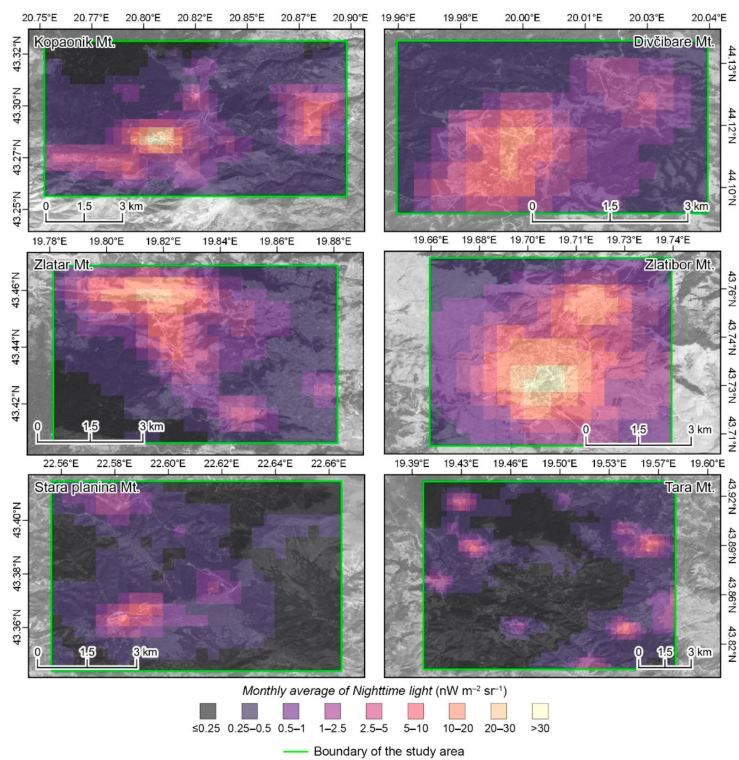 20.75°E 20.77°E 20.80°E 20.82°E 20.85°E 20.87°E 20.90°E
Kopaonik Mt.
43.32°N
43.30°N
43.27°N
43.25°N
0 1.5 3 km
19.96°E 19.98°E 20.00°E 20.01°E 20.03°E 20.04°E
Divčibare Mt.
44.13°N
44.12°N
44.10°N
0 1.5 3 km
19.78°E 19.80°E 19.82°E 19.84°E 19.86°E 19.88°E
Zlatar Mt.
43.46°N
43.44°N
43.42°N
0 1.5 3 km
19.66°E 19.68°E 19.70°E 19.71°E 19.73°E 19.74°E
Zlatibor Mt.
43.76°N
43.74°N
43.73°N
43.71°N
0 1.5 3 km
22.56°E 22.58°E 22.60°E 22.62°E 22.64°E 22.66°E
Stara planina Mt.
43.40°N
43.38°N
43.36°N
0 1.5 3 km
19.39°E 19.43°E 19.46°E 19.50°E 19.53°E 19.57°E 19.60°E
Tara Mt.
43.92°N
43.89°N
43.86°N
43.82°N
0 1.5 3 km
Monthly average of Nighttime light (nW m⁻² sr⁻¹)
≤0.25 0.25–0.5 0.5–1 1–2.5 2.5–5 5–10 10–20 20–30 >30
Boundary of the study area